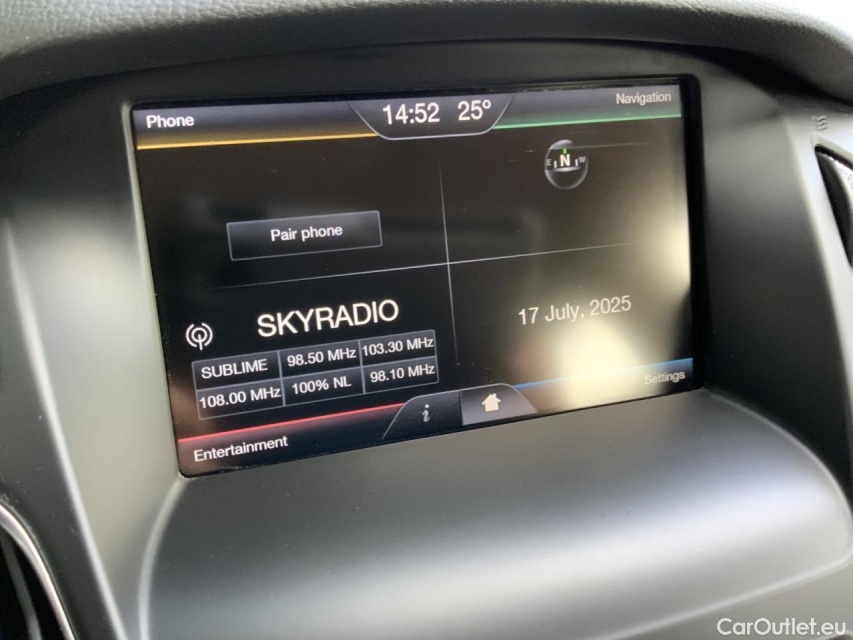 Phone
14:52 25°
Navigation
E N W
Pair phone
SKYRADIO
17 July, 2025
SUBLIME 98.50 MHz 103.30 MHz
108.00 MHz 100% NL 98.10 MHz
Entertainment
i
Settings
CarOutlet.eu